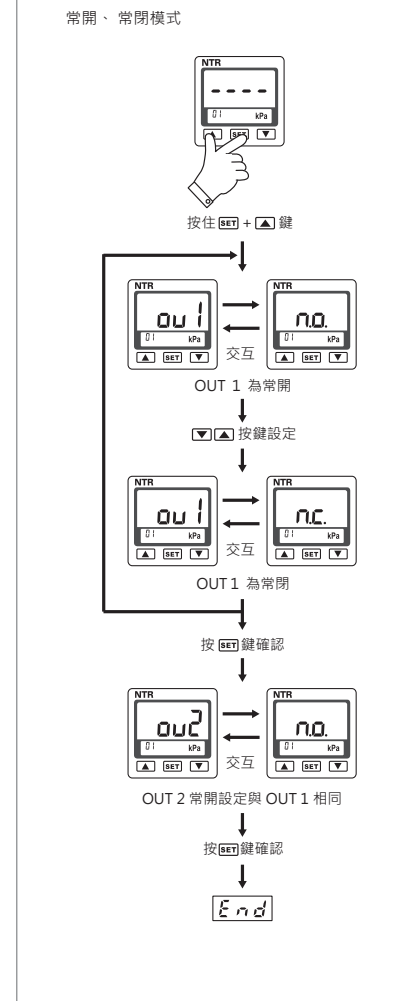 常開、 常閉模式
NTR
----
01 kPa
▲ SET ▼
按住 SET + ▲ 鍵
NTR NTR
ou1 n.o.
01 kPa 01 kPa
▲ SET ▼ 交互 ▲ SET ▼
OUT 1 為常開
▼ ▲ 按鍵設定
NTR NTR
ou1 n.c.
01 kPa 01 kPa
▲ SET ▼ 交互 ▲ SET ▼
OUT 1 為常閉
按 SET 鍵確認
NTR NTR
ou2 n.o.
01 kPa 01 kPa
▲ SET ▼ 交互 ▲ SET ▼
OUT 2 常開設定與 OUT 1 相同
按 SET 鍵確認
End